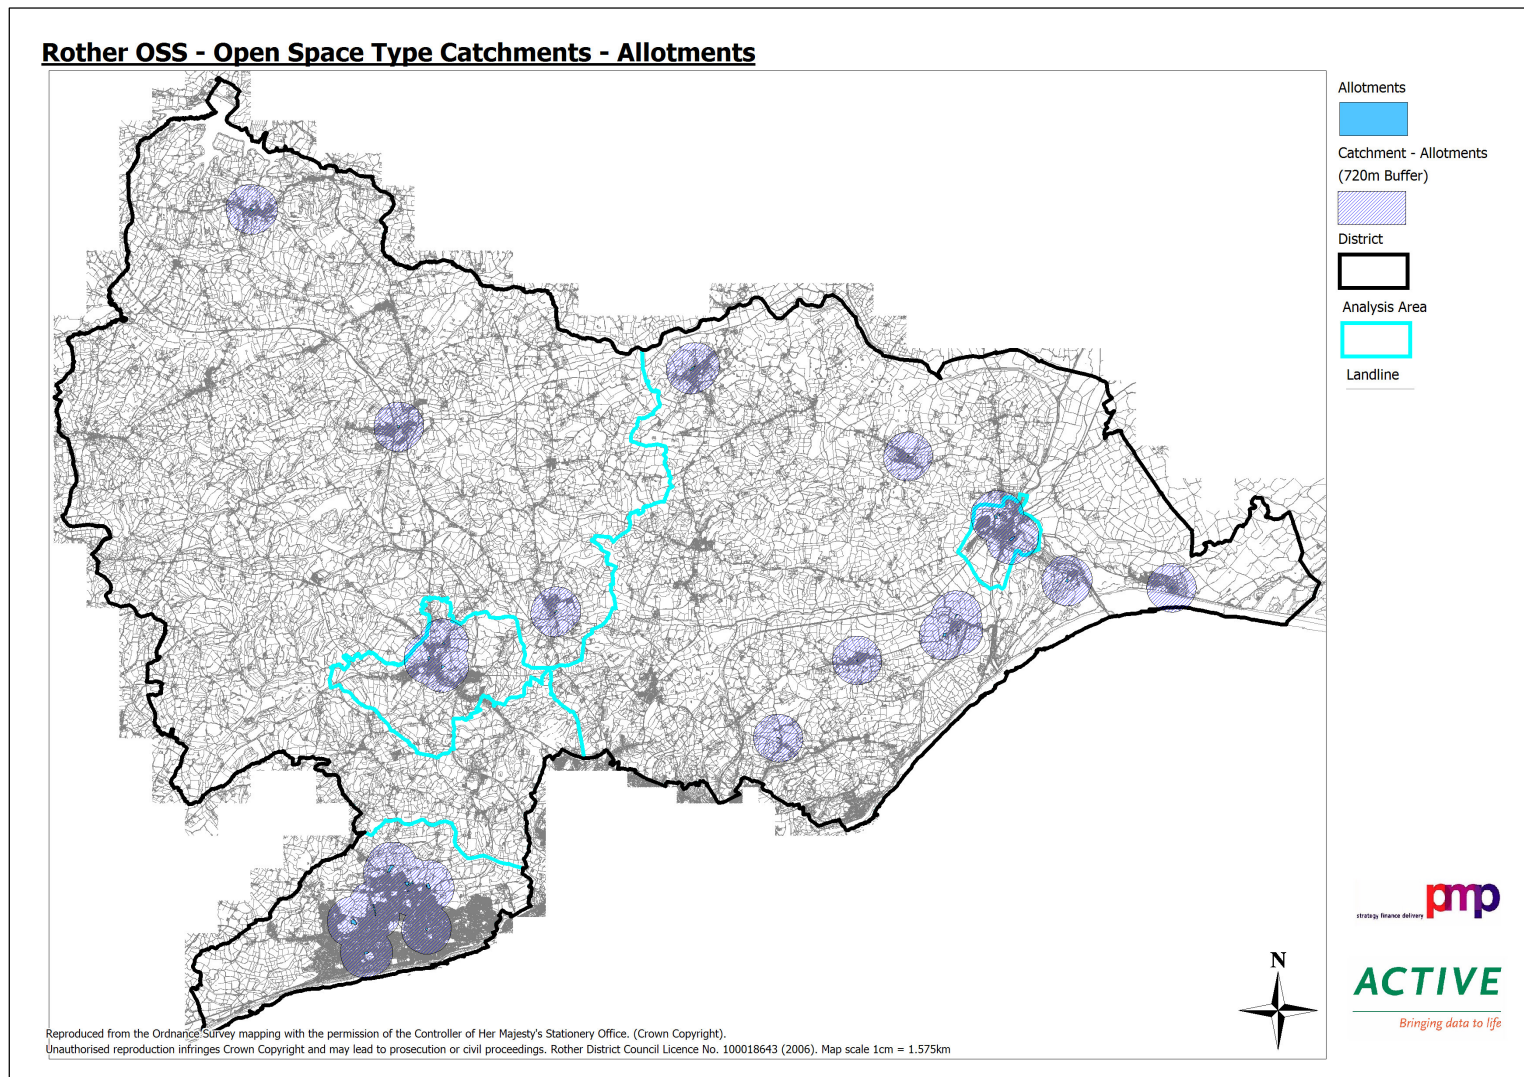 Rother OSS - Open Space Type Catchments - Allotments
Allotments
Catchment - Allotments
(720m Buffer)
District
Analysis Area
Landline
strategy finance delivery pmp
ACTIVE
Bringing data to life
N
Reproduced from the Ordnance Survey mapping with the permission of the Controller of Her Majesty's Stationery Office. (Crown Copyright).
Unauthorised reproduction infringes Crown Copyright and may lead to prosecution or civil proceedings. Rother District Council Licence No. 100018643 (2006). Map scale 1cm = 1.575km